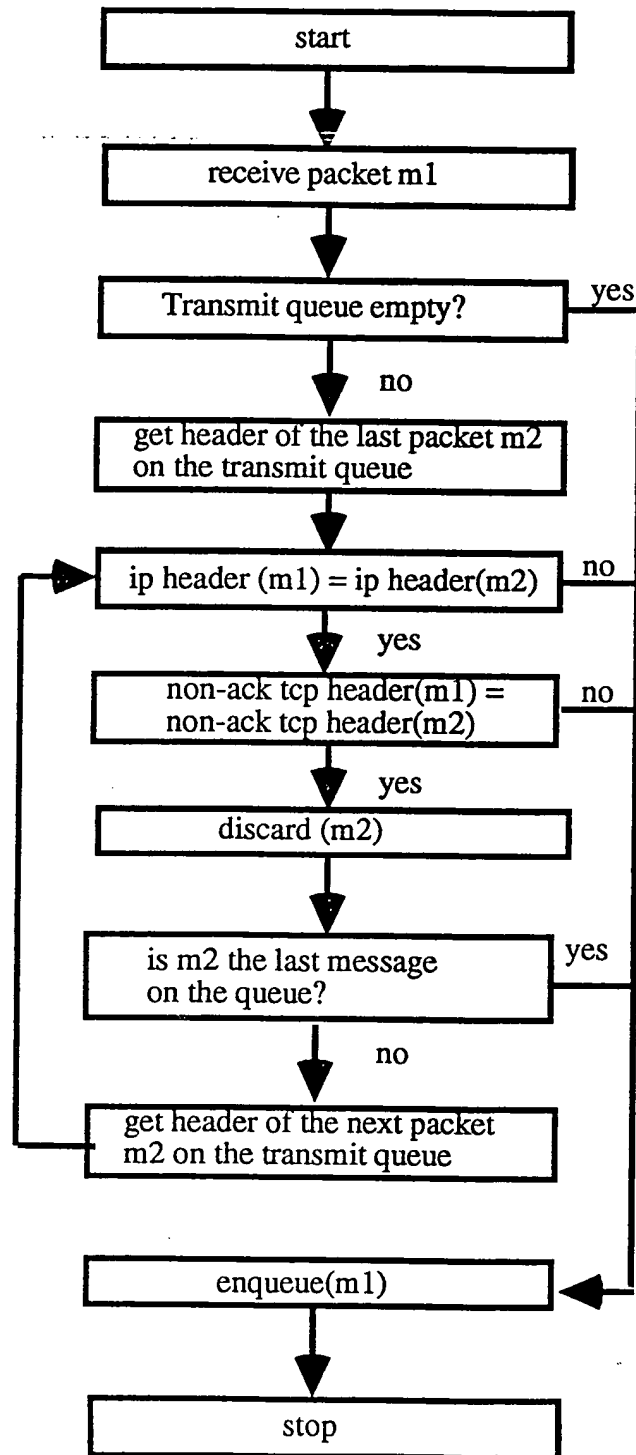 start
receive packet m1
Transmit queue empty?
yes
no
get header of the last packet m2
on the transmit queue
ip header (m1) = ip header(m2)
no
yes
non-ack tcp header(m1) =
non-ack tcp header(m2)
no
yes
discard (m2)
is m2 the last message
on the queue?
yes
no
get header of the next packet
m2 on the transmit queue
enqueue(m1)
stop